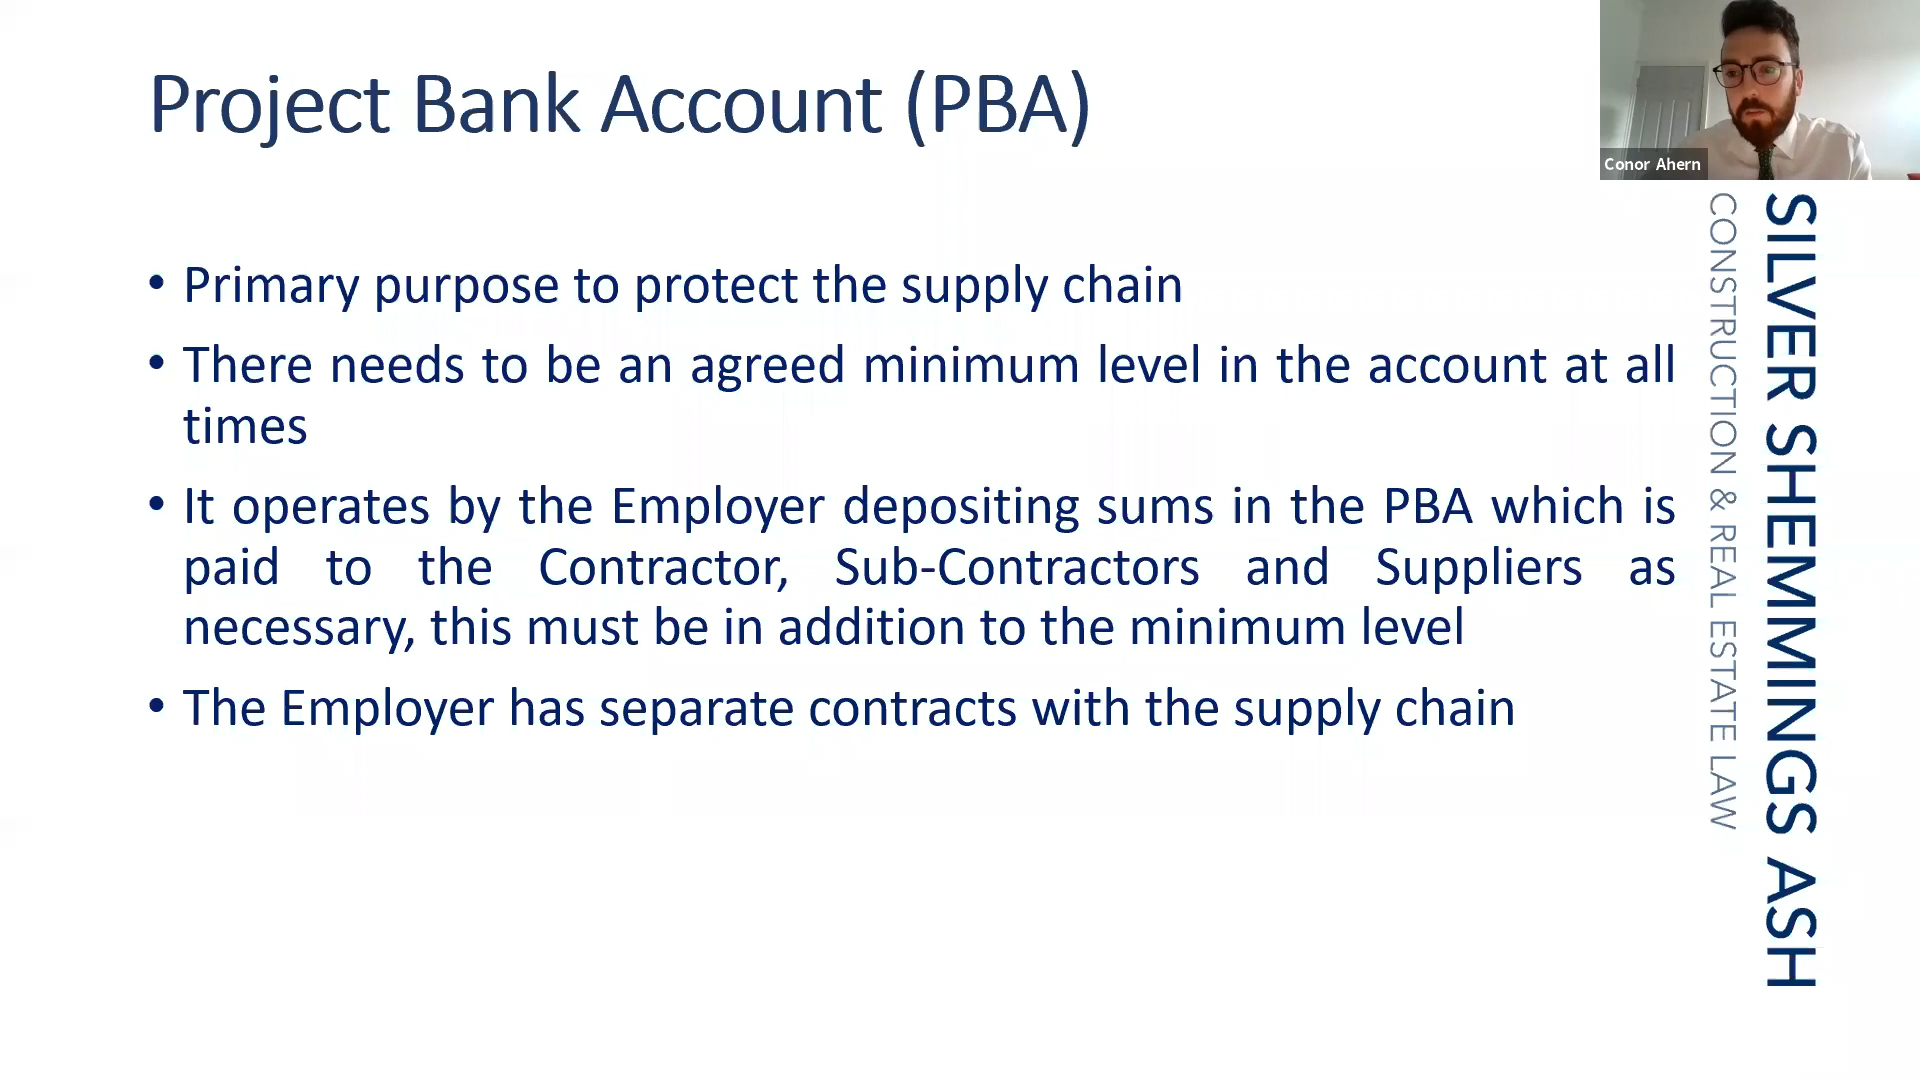 Project Bank Account (PBA)
Conor Ahern
• Primary purpose to protect the supply chain
• There needs to be an agreed minimum level in the account at all
times
• It operates by the Employer depositing sums in the PBA which is
paid to the Contractor, Sub-Contractors and Suppliers as
necessary, this must be in addition to the minimum level
• The Employer has separate contracts with the supply chain
SILVER SHEMMINGS ASH
CONSTRUCTION & REAL ESTATE LAW